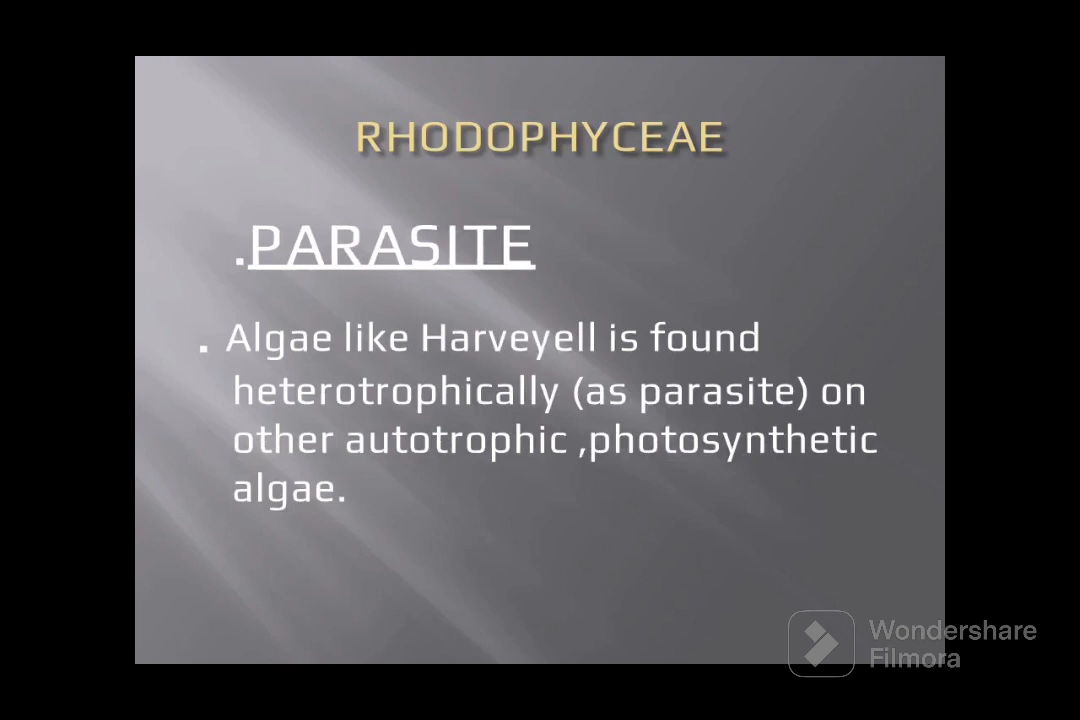 RHODOPHYCEAE
.PARASITE
. Algae like Harveyell is found
heterotrophically (as parasite) on
other autotrophic ,photosynthetic
algae.
Wondershare
Filmora